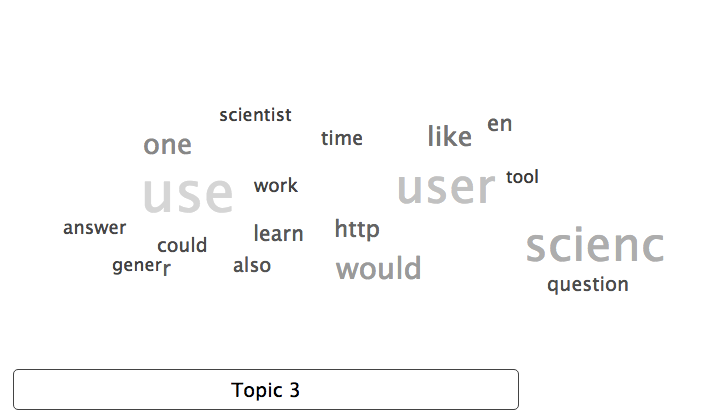 scientist
one time like en
use work user tool
answer could learn http scienc
gener r also would question
Topic 3